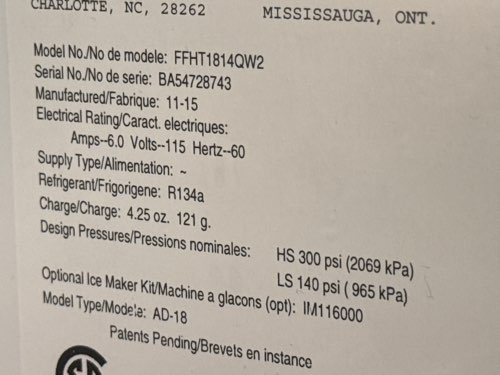 CHARLOTTE, NC, 28262 MISSISSAUGA, ONT.
Model No./No de modele: FFHT1814QW2
Serial No./No de serie: BA54728743
Manufactured/Fabrique: 11-15
Electrical Rating/Caract. electriques:
Amps--6.0 Volts--115 Hertz--60
Supply Type/Alimentation: ~
Refrigerant/Frigorigene: R134a
Charge/Charge: 4.25 oz. 121 g.
Design Pressures/Pressions nominales: HS 300 psi (2069 kPa)
LS 140 psi ( 965 kPa)
Optional Ice Maker Kit/Machine a glacons (opt): IM116000
Model Type/Modele: AD-18
Patents Pending/Brevets en instance